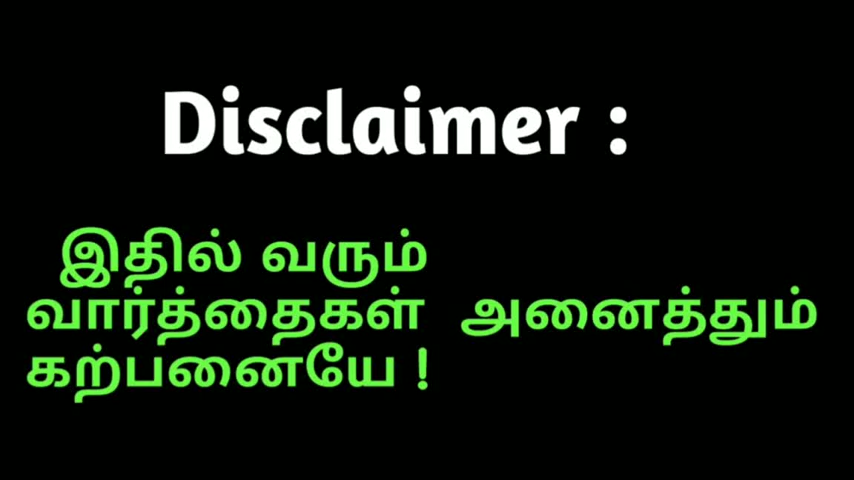 Disclaimer :
இதில் வரும்
வார்த்தைகள் அனைத்தும்
கற்பனையே !